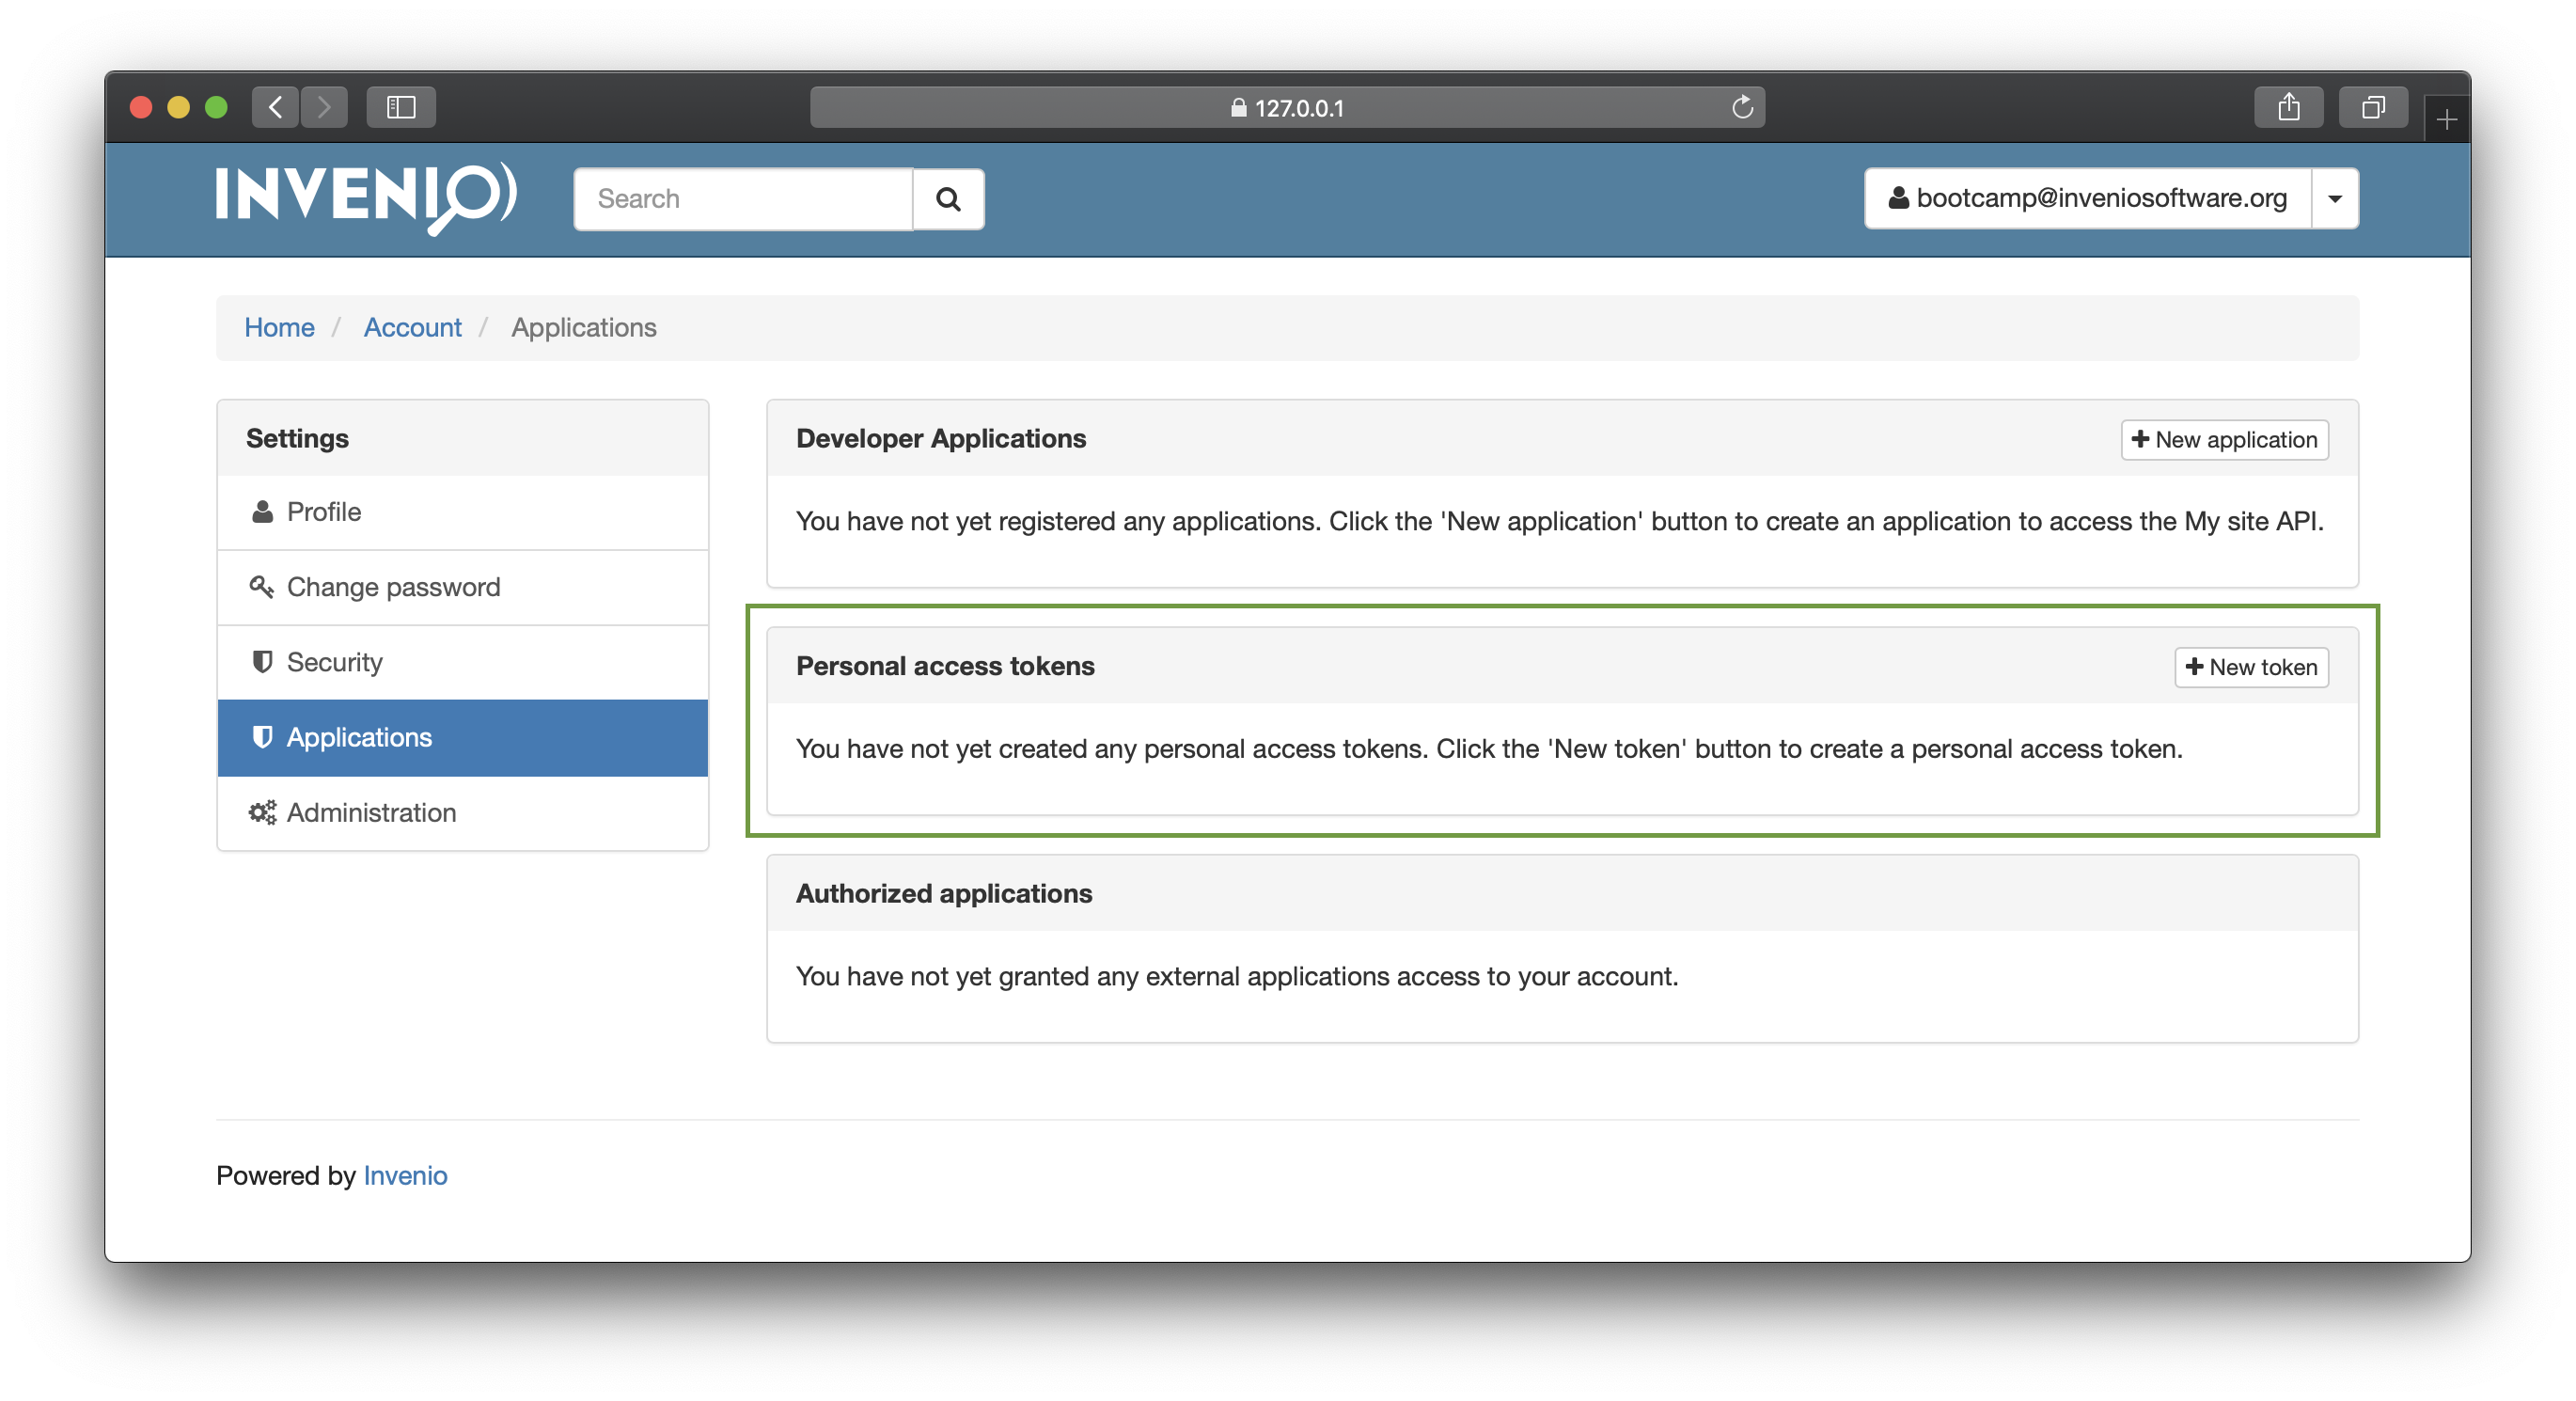 127.0.0.1
INVENIO
Search
bootcamp@inveniosoftware.org
Home / Account / Applications
Settings
Profile
Change password
Security
Applications
Administration
Developer Applications
New application
You have not yet registered any applications. Click the 'New application' button to create an application to access the My site API.
Personal access tokens
New token
You have not yet created any personal access tokens. Click the 'New token' button to create a personal access token.
Authorized applications
You have not yet granted any external applications access to your account.
Powered by Invenio